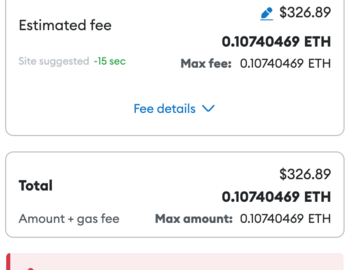 $326.89
Estimated fee
0.10740469 ETH
Site suggested -15 sec
Max fee: 0.10740469 ETH
Fee details
$326.89
Total
0.10740469 ETH
Amount + gas fee Max amount: 0.10740469 ETH